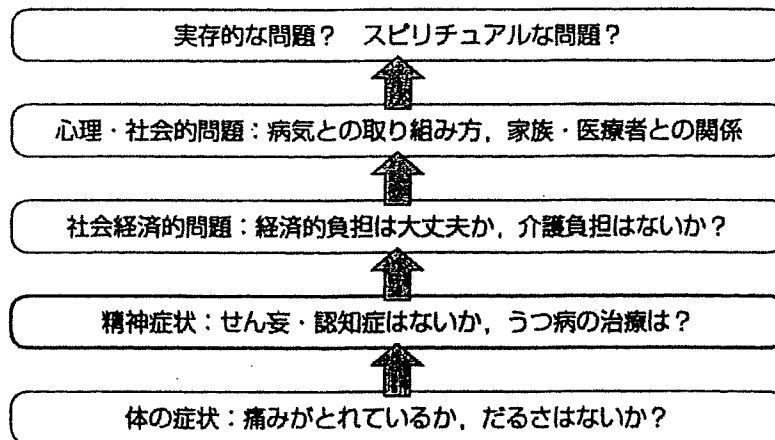 実存的な問題? スピリチュアルな問題?
心理・社会的問題:病気との取り組み方,家族・医療者との関係
社会経済的問題:経済的負担は大丈夫か,介護負担はないか?
精神症状:せん妄・認知症はないか,うつ病の治療は?
体の症状:痛みがとれているか,だるさはないか?